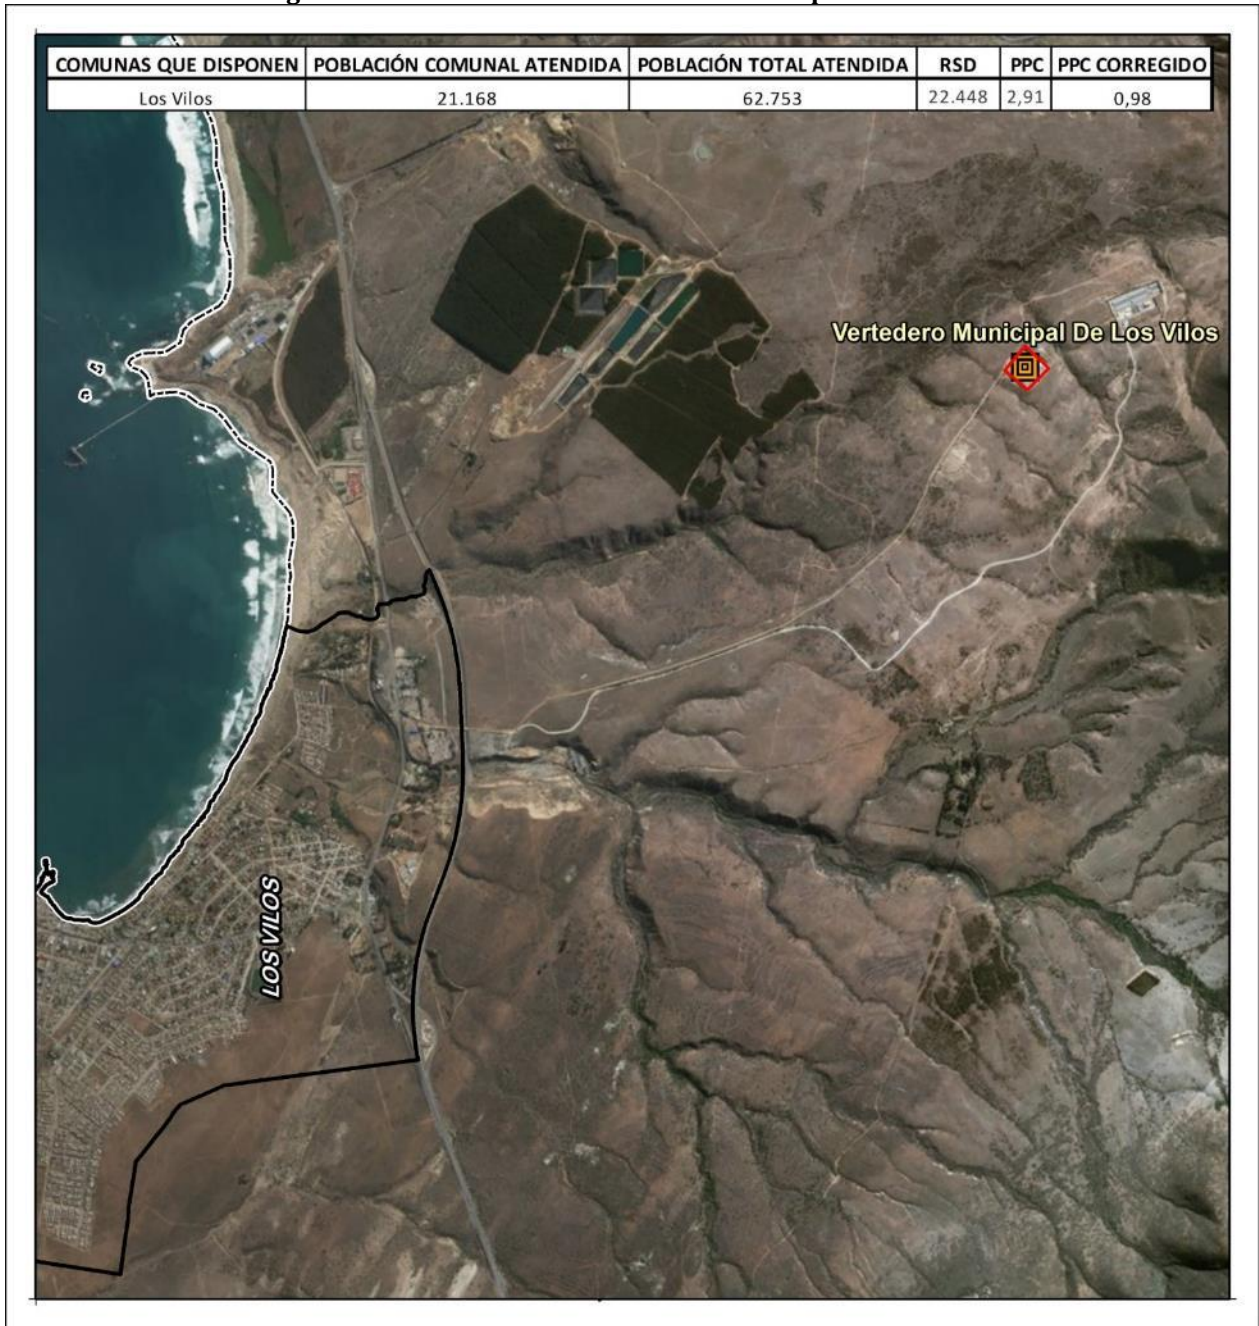 COMUNAS QUE DISPONEN POBLACIÓN COMUNAL ATENDIDA POBLACIÓN TOTAL ATENDIDA RSD PPC PPC CORREGIDO
Los Vilos 21.168 62.753 22.448 2,91 0,98
Vertedero Municipal De Los Vilos
LOS VILOS